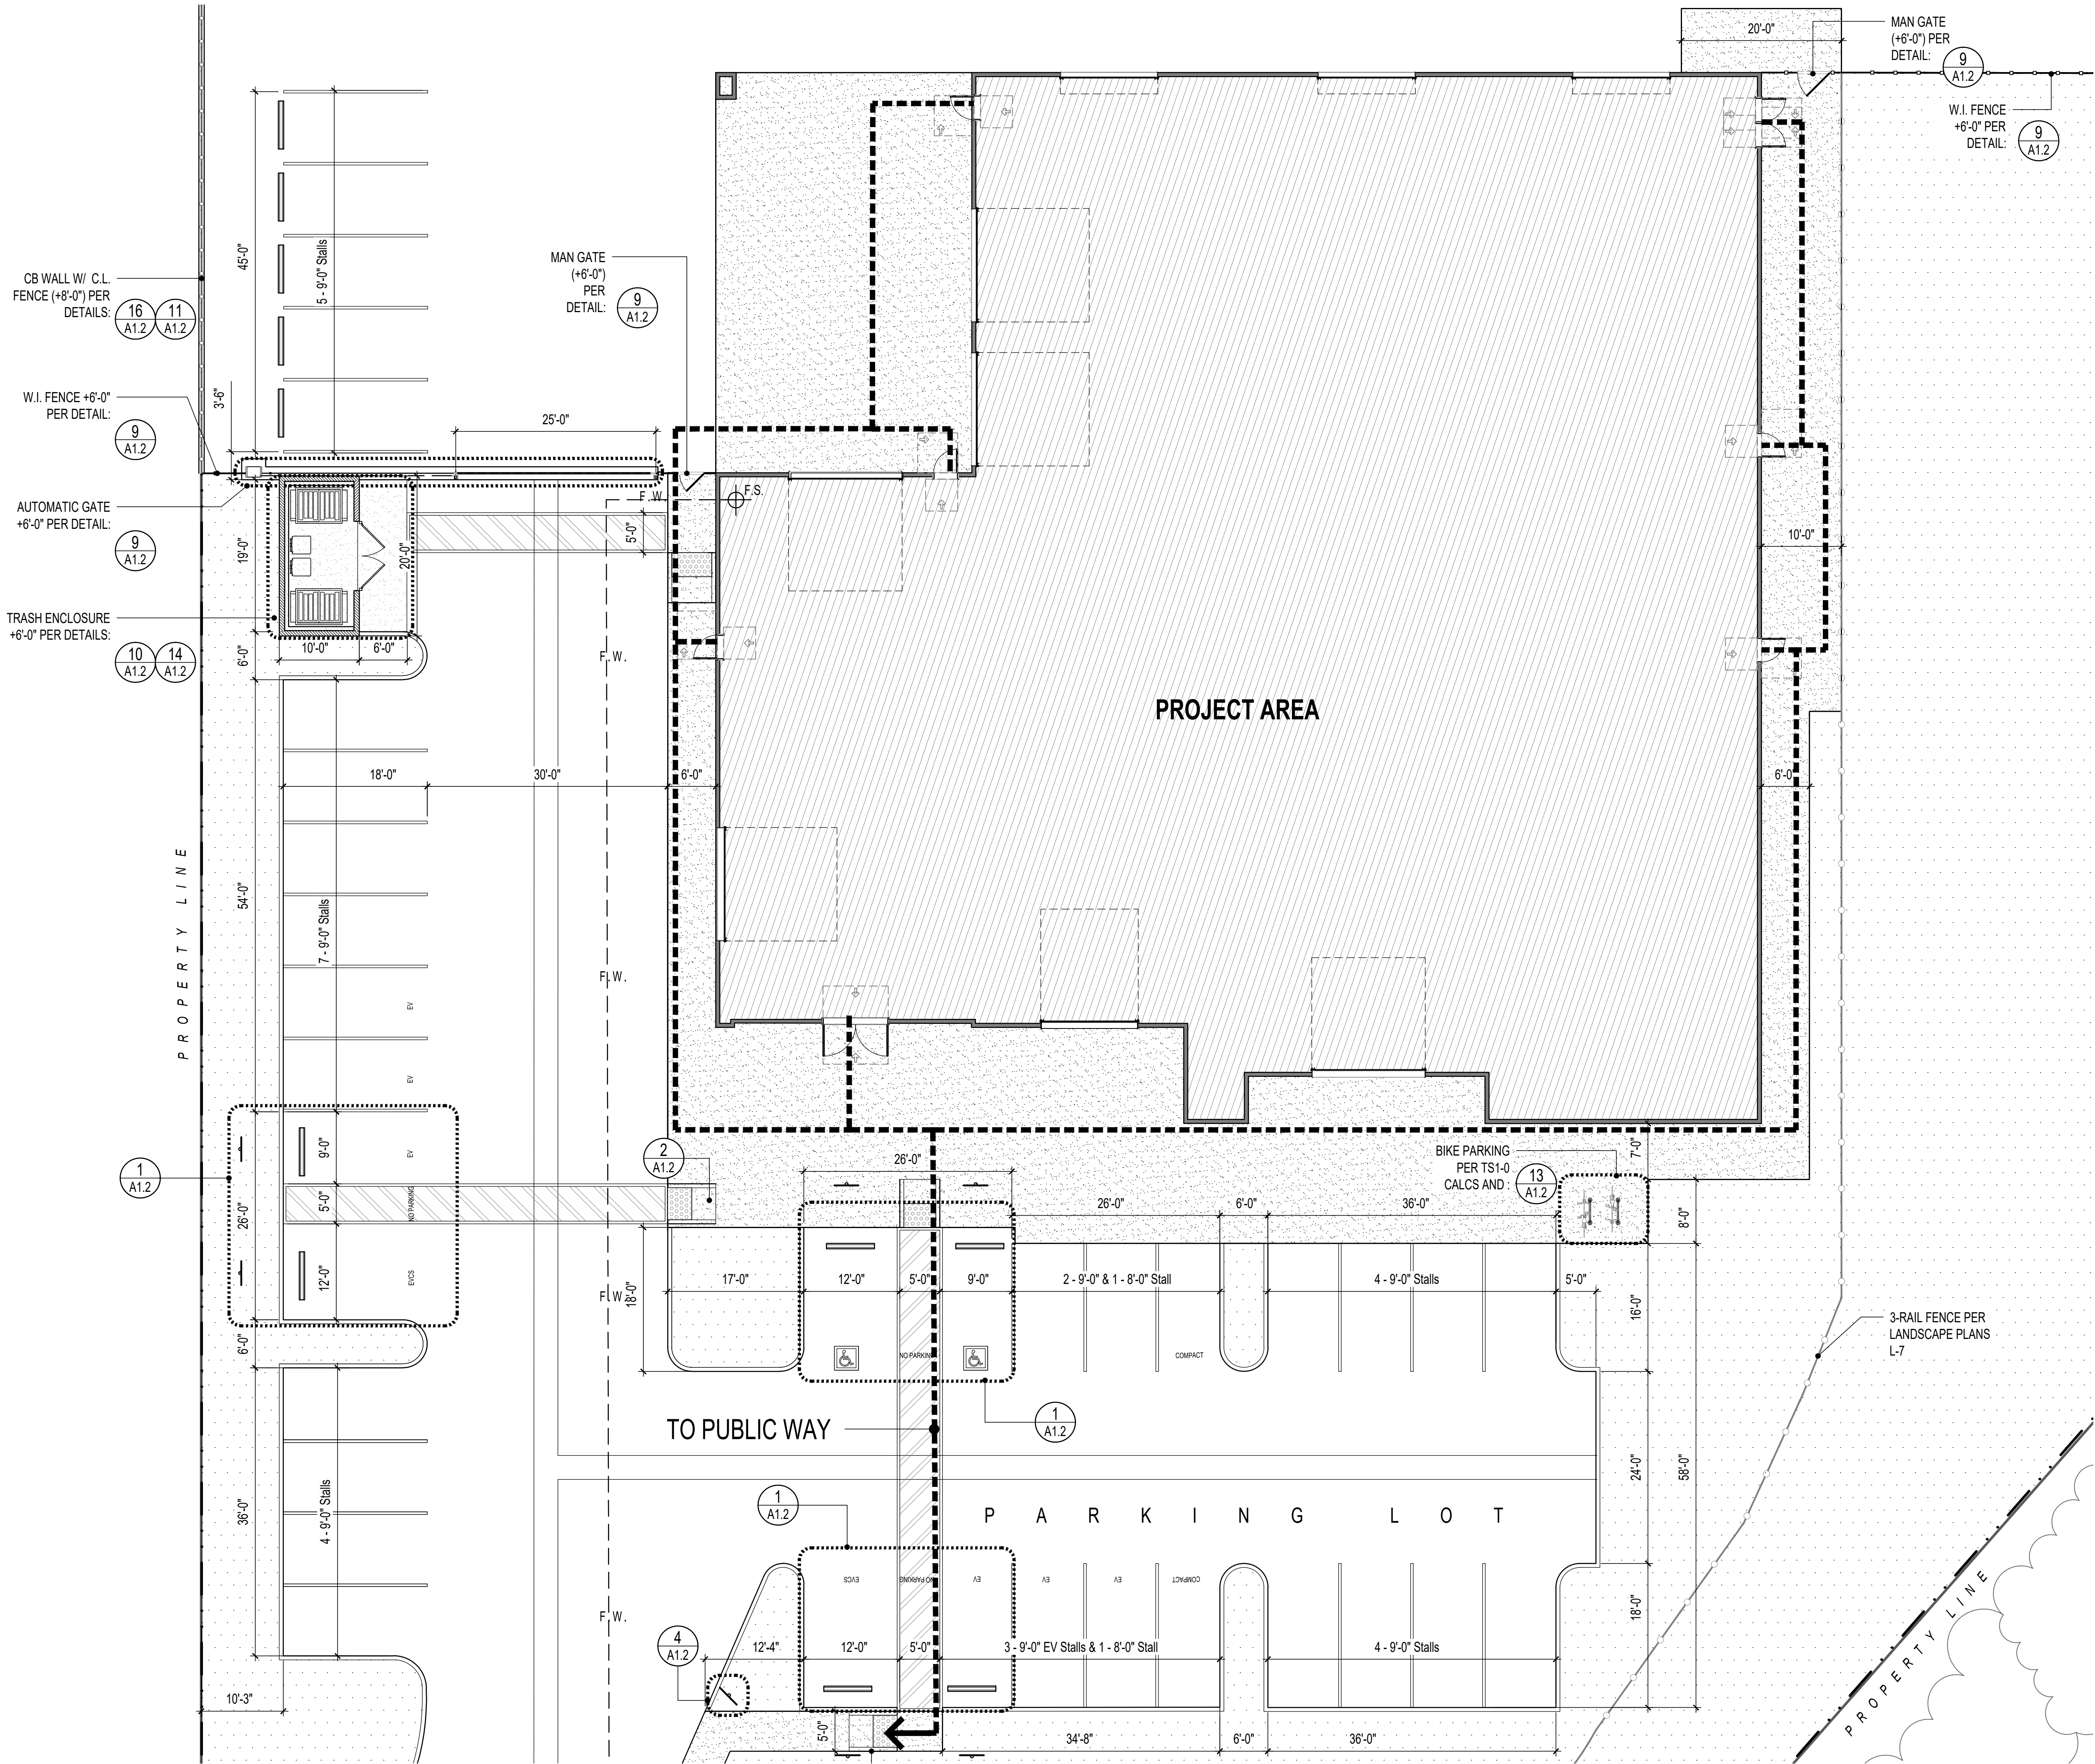 20'-0"
MAN GATE
(+6'-0") PER
DETAIL:
9
A1.2
W.I. FENCE
+6'-0" PER
DETAIL:
9
A1.2
45'-0"
5 - 9'-0" Stalls
CB WALL W/ C.L.
FENCE (+8'-0") PER
DETAILS:
16
A1.2
11
A1.2
MAN GATE
(+6'-0")
PER
DETAIL:
9
A1.2
W.I. FENCE +6'-0"
PER DETAIL:
9
A1.2
3'-6"
25'-0"
AUTOMATIC GATE
+6'-0" PER DETAIL:
9
A1.2
F.W.
F.S.
19'-0"
20'-0"
5'-0"
10'-0"
TRASH ENCLOSURE
+6'-0" PER DETAILS:
10
A1.2
14
A1.2
6'-0"
10'-0"
6'-0"
F.W.
PROJECT AREA
18'-0"
30'-0"
6'-0"
6'-0"
PROPERTY LINE
54'-0"
7 - 9'-0" Stalls
F.W.
EV
EV
EV
1
A1.2
9'-0"
26'-0"
5'-0"
NO PARKING
12'-0"
EVCS
2
A1.2
26'-0"
BIKE PARKING
PER TS1-0
CALCS AND :
13
A1.2
7'-0"
26'-0"
6'-0"
36'-0"
8'-0"
6'-0"
F.W.
18'-0"
17'-0"
12'-0"
5'-0"
9'-0"
2 - 9'-0" & 1 - 8'-0" Stall
4 - 9'-0" Stalls
5'-0"
16'-0"
NO PARKING
COMPACT
3-RAIL FENCE PER
LANDSCAPE PLANS
L-7
TO PUBLIC WAY
1
A1.2
36'-0"
4 - 9'-0" Stalls
24'-0"
58'-0"
1
A1.2
PARKING LOT
EVCS
NO PARKING
EV
EV
EV
COMPACT
F.W.
18'-0"
4
A1.2
12'-4"
12'-0"
5'-0"
3 - 9'-0" EV Stalls & 1 - 8'-0" Stall
4 - 9'-0" Stalls
PROPERTY LINE
10'-3"
5'-0"
34'-8"
6'-0"
36'-0"